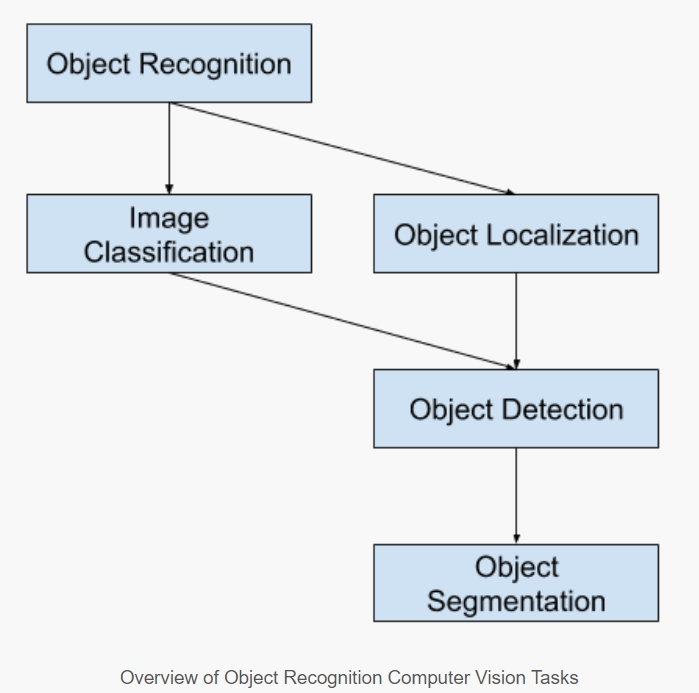 Object Recognition
Image
Classification
Object Localization
Object Detection
Object
Segmentation
Overview of Object Recognition Computer Vision Tasks